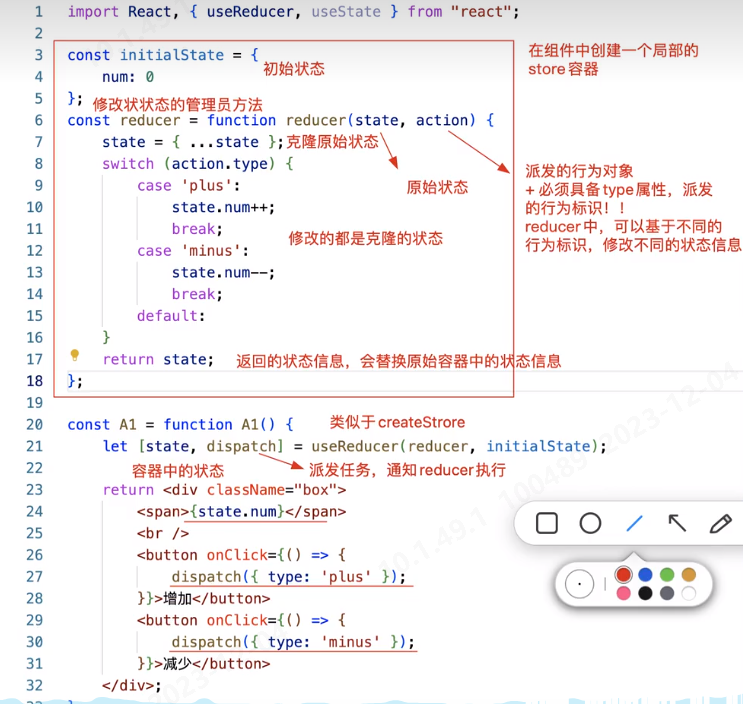 1 import React, { useReducer, useState } from "react";
2
3 const initialState = {
初始状态
4 num: 0
5 };
修改状状态的管理员方法
6 const reducer = function reducer(state, action) {
7 state = { ...state };
克隆原始状态
8 switch (action.type) {
原始状态
9 case 'plus':
10 state.num++;
11 break;
修改的都是克隆的状态
12 case 'minus':
13 state.num--;
14 break;
15 default:
16 }
17 return state;
返回的状态信息，会替换原始容器中的状态信息
18 };
在组件中创建一个局部的
store容器
派发的行为对象
+ 必须具备type属性，派发
的行为标识！！
reducer中，可以基于不同的
行为标识，修改不同的状态信息
19
20 const A1 = function A1() {
类似于createStrore
21 let [state, dispatch] = useReducer(reducer, initialState);
22
容器中的状态
派发任务，通知reducer执行
23 return <div className="box">
24 <span>{state.num}</span>
25 <br />
26 <button onClick={() => {
27 dispatch({ type: 'plus' });
28 }}>增加</button>
29 <button onClick={() => {
30 dispatch({ type: 'minus' });
31 }}>减少</button>
32 </div>;